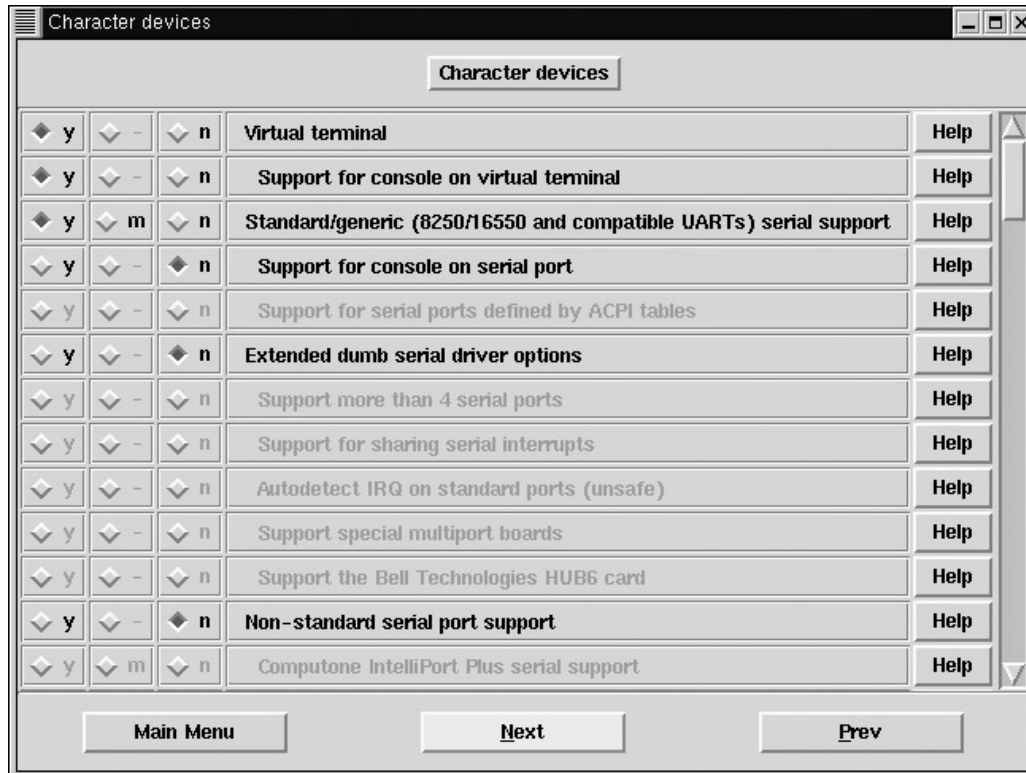 Character devices
Character devices
y - n Virtual terminal Help
y - n Support for console on virtual terminal Help
y m n Standard/generic (8250/16550 and compatible UARTs) serial support Help
y - n Support for console on serial port Help
y - n Support for serial ports defined by ACPI tables Help
y - n Extended dumb serial driver options Help
y - n Support more than 4 serial ports Help
y - n Support for sharing serial interrupts Help
y - n Autodetect IRQ on standard ports (unsafe) Help
y - n Support special multiport boards Help
y - n Support the Bell Technologies HUB6 card Help
y - n Non-standard serial port support Help
y m n Computone IntelliPort Plus serial support Help
Main Menu Next Prev